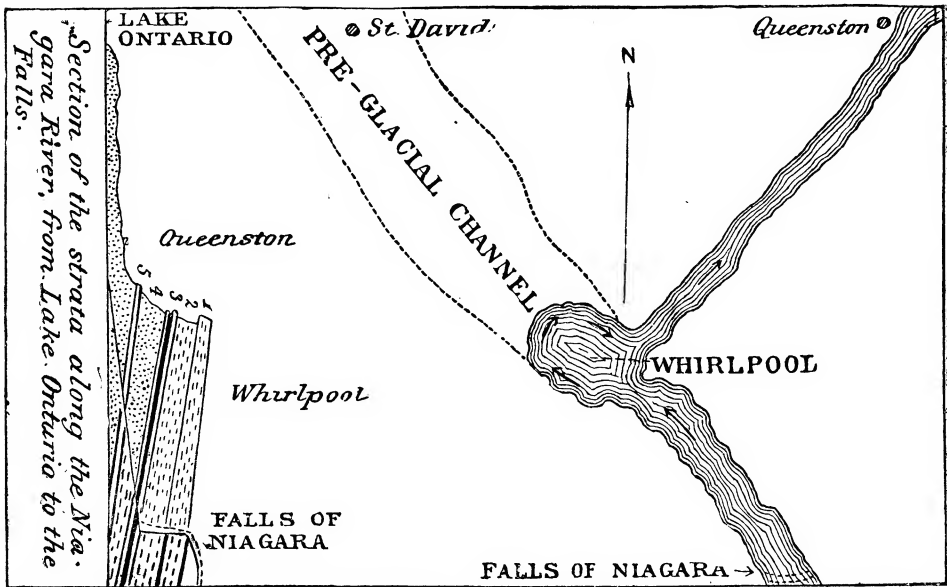 Section of the strata along the Nia-
gara River, from Lake Onturio to the
Falls.
LAKE
ONTARIO
St. David
Queenston
PRE-GLACIAL CHANNEL
N
Queenston
5 4 3 2 1
Whirlpool
WHIRLPOOL
FALLS OF
NIAGARA
FALLS OF NIAGARA